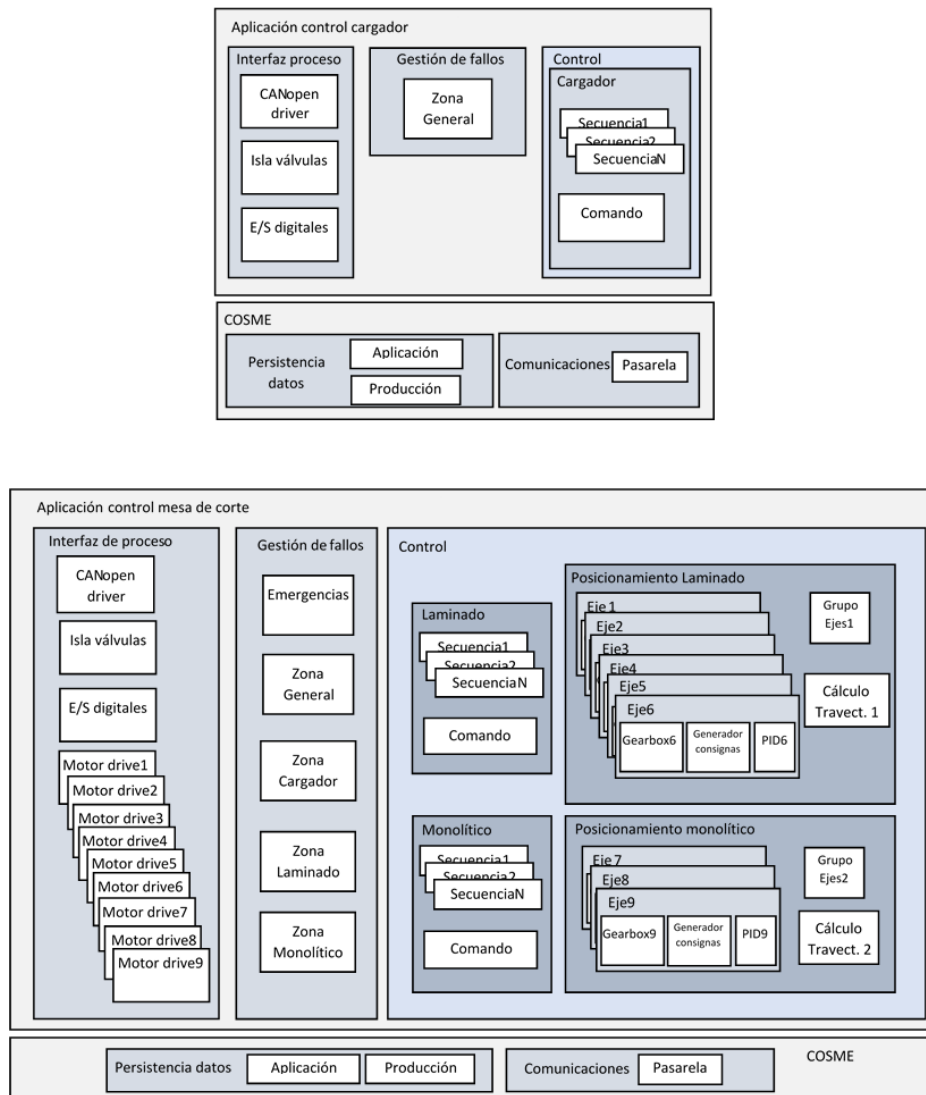 Aplicación control cargador
Interfaz proceso
CANopen
driver
Isla válvulas
E/S digitales
Gestión de fallos
Zona
General
Control
Cargador
Secuencia1
Secuencia2
SecuenciaN
Comando
COSME
Persistencia
datos
Aplicación
Producción
Comunicaciones
Pasarela
Aplicación control mesa de corte
Interfaz de proceso
CANopen
driver
Isla válvulas
E/S digitales
Motor drive1
Motor drive2
Motor drive3
Motor drive4
Motor drive5
Motor drive6
Motor drive7
Motor drive8
Motor drive9
Gestión de fallos
Emergencias
Zona
General
Zona
Cargador
Zona
Laminado
Zona
Monolítico
Control
Laminado
Secuencia1
Secuencia2
SecuenciaN
Comando
Posicionamiento Laminado
Eje 1
Eje2
Eje3
Eje4
Eje5
Eje6
Gearbox6
Generador
consignas
PID6
Grupo
Ejes1
Cálculo
Travect. 1
Monolítico
Secuencia1
Secuencia2
SecuenciaN
Comando
Posicionamiento monolítico
Eje 7
Eje8
Eje9
Gearbox9
Generador
consignas
PID9
Grupo
Ejes2
Cálculo
Travect. 2
Persistencia datos
Aplicación
Producción
Comunicaciones
Pasarela
COSME